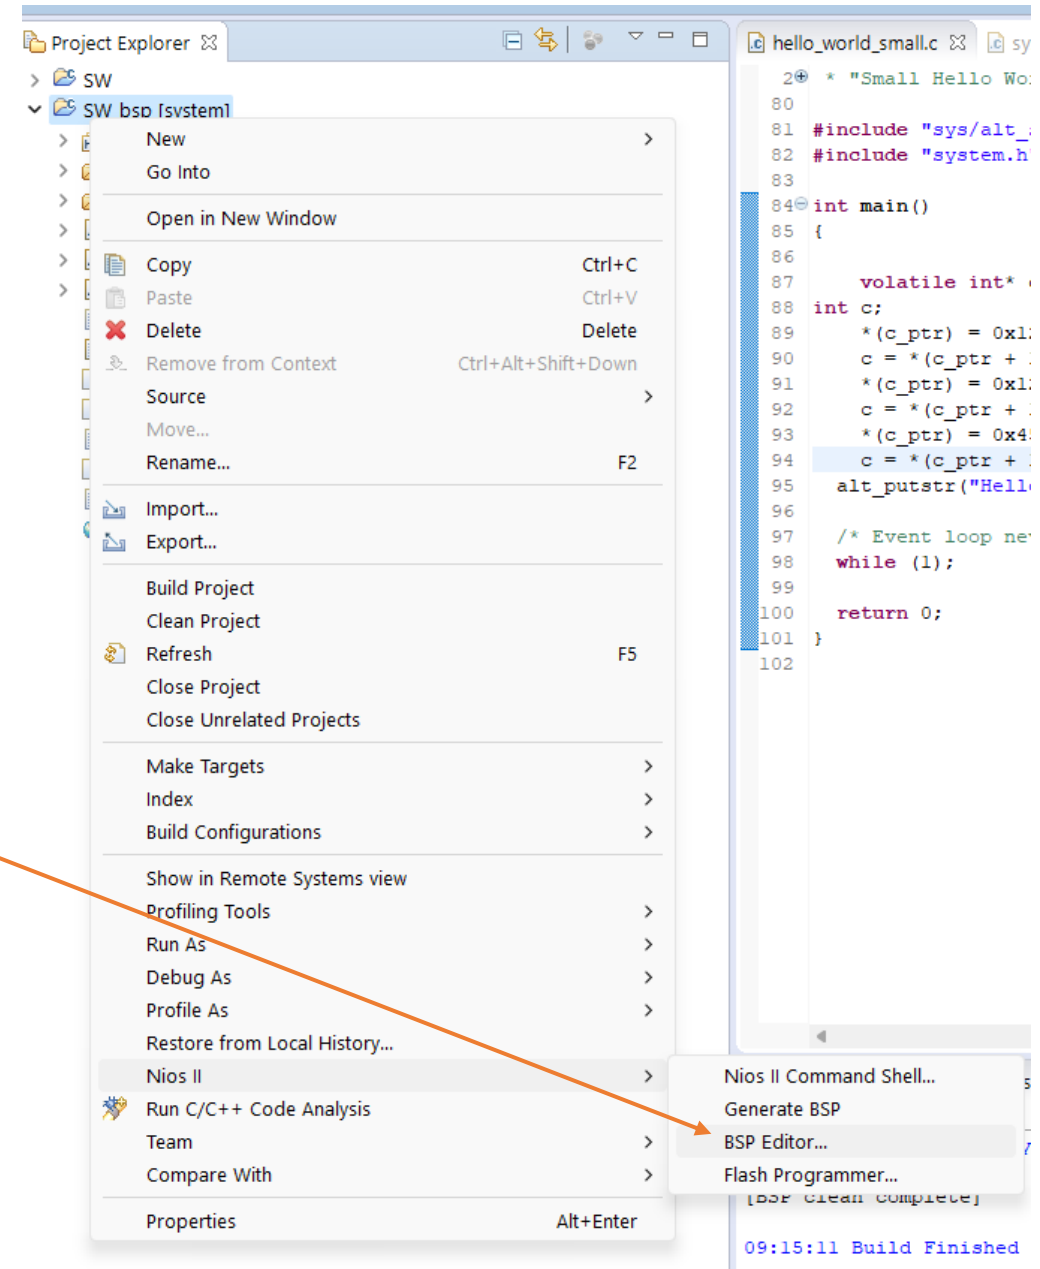 Project Explorer
SW
SW_bsp [system]
New
Go Into
Open in New Window
Copy Ctrl+C
Paste Ctrl+V
Delete Delete
Remove from Context Ctrl+Alt+Shift+Down
Source
Move...
Rename... F2
Import...
Export...
Build Project
Clean Project
Refresh F5
Close Project
Close Unrelated Projects
Make Targets
Index
Build Configurations
Show in Remote Systems view
Profiling Tools
Run As
Debug As
Profile As
Restore from Local History...
Nios II
Run C/C++ Code Analysis
Team
Compare With
Properties Alt+Enter
Nios II Command Shell...
Generate BSP
BSP Editor...
Flash Programmer...
hello_world_small.c sy
2 * "Small Hello Wo
80
81 #include "sys/alt_
82 #include "system.h
83
84 int main()
85 {
86
87 volatile int*
88 int c;
89 *(c_ptr) = 0x1
90 c = *(c_ptr +
91 *(c_ptr) = 0x1
92 c = *(c_ptr +
93 *(c_ptr) = 0x4
94 c = *(c_ptr +
95 alt_putstr("Hell
96
97 /* Event loop ne
98 while (1);
99
100 return 0;
101 }
102
[BSP clean complete]
09:15:11 Build Finished